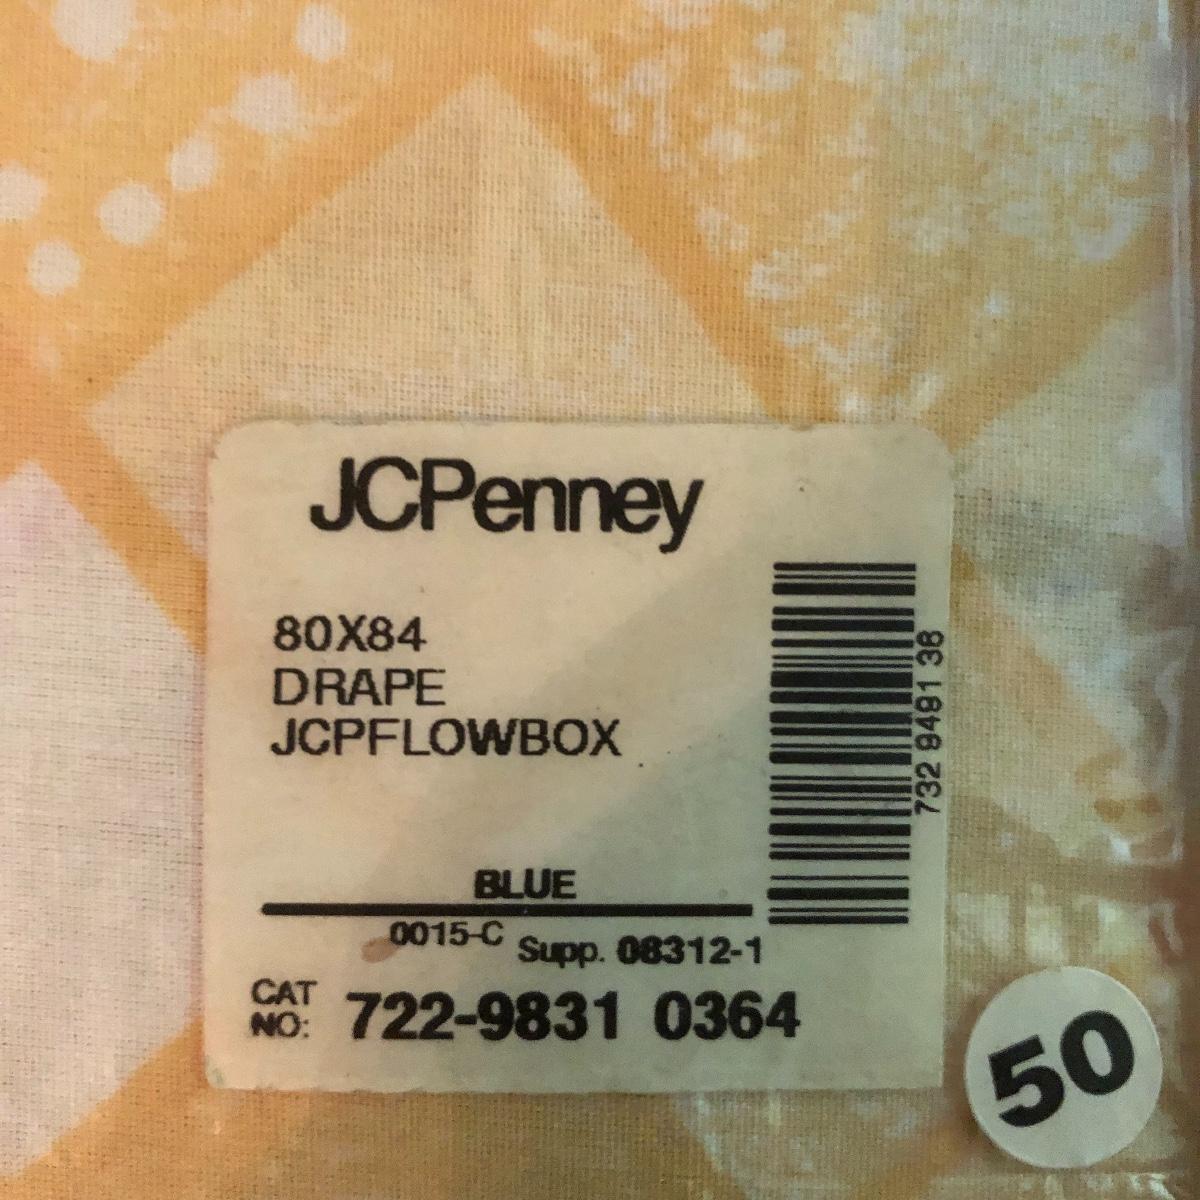 JCPenney
80X84
DRAPE
JCPFLOWBOX
732 9491 38
BLUE
0015-C Supp. 08312-1
CAT NO: 722-9831 0364
50